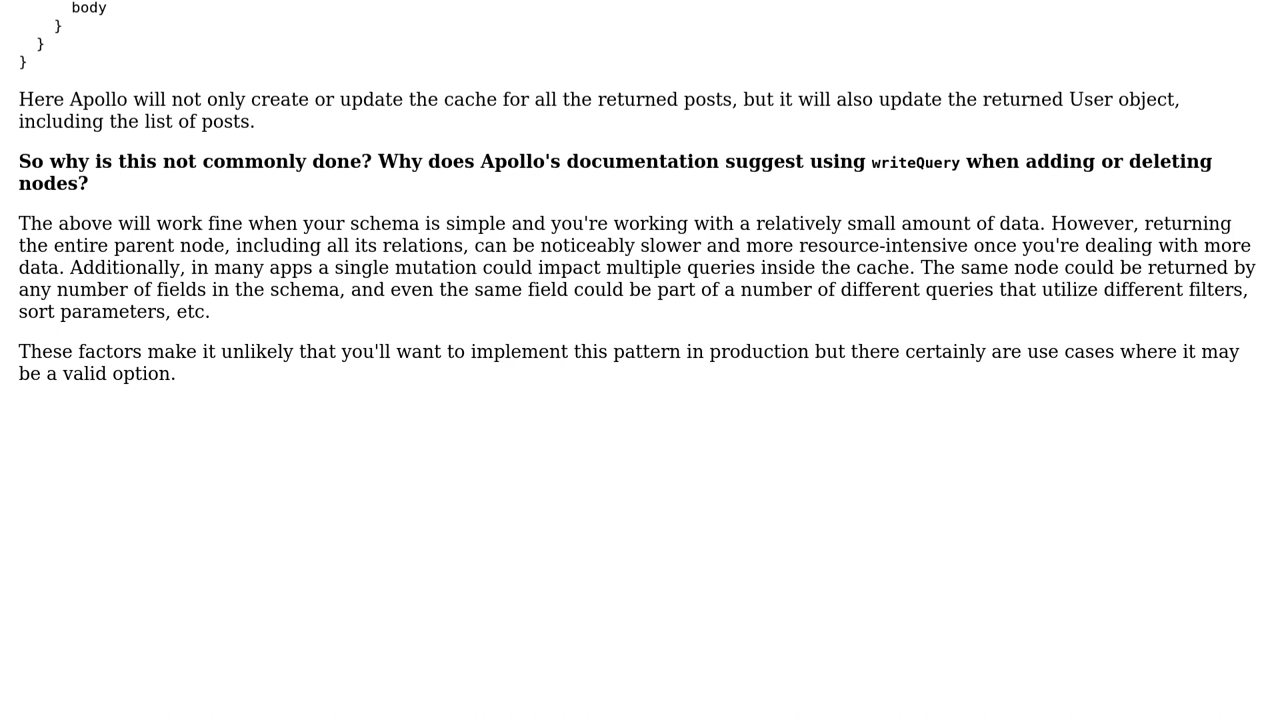 body
}
}
}
Here Apollo will not only create or update the cache for all the returned posts, but it will also update the returned User object,
including the list of posts.
So why is this not commonly done? Why does Apollo's documentation suggest using writeQuery when adding or deleting
nodes?
The above will work fine when your schema is simple and you're working with a relatively small amount of data. However, returning
the entire parent node, including all its relations, can be noticeably slower and more resource-intensive once you're dealing with more
data. Additionally, in many apps a single mutation could impact multiple queries inside the cache. The same node could be returned by
any number of fields in the schema, and even the same field could be part of a number of different queries that utilize different filters,
sort parameters, etc.
These factors make it unlikely that you'll want to implement this pattern in production but there certainly are use cases where it may
be a valid option.